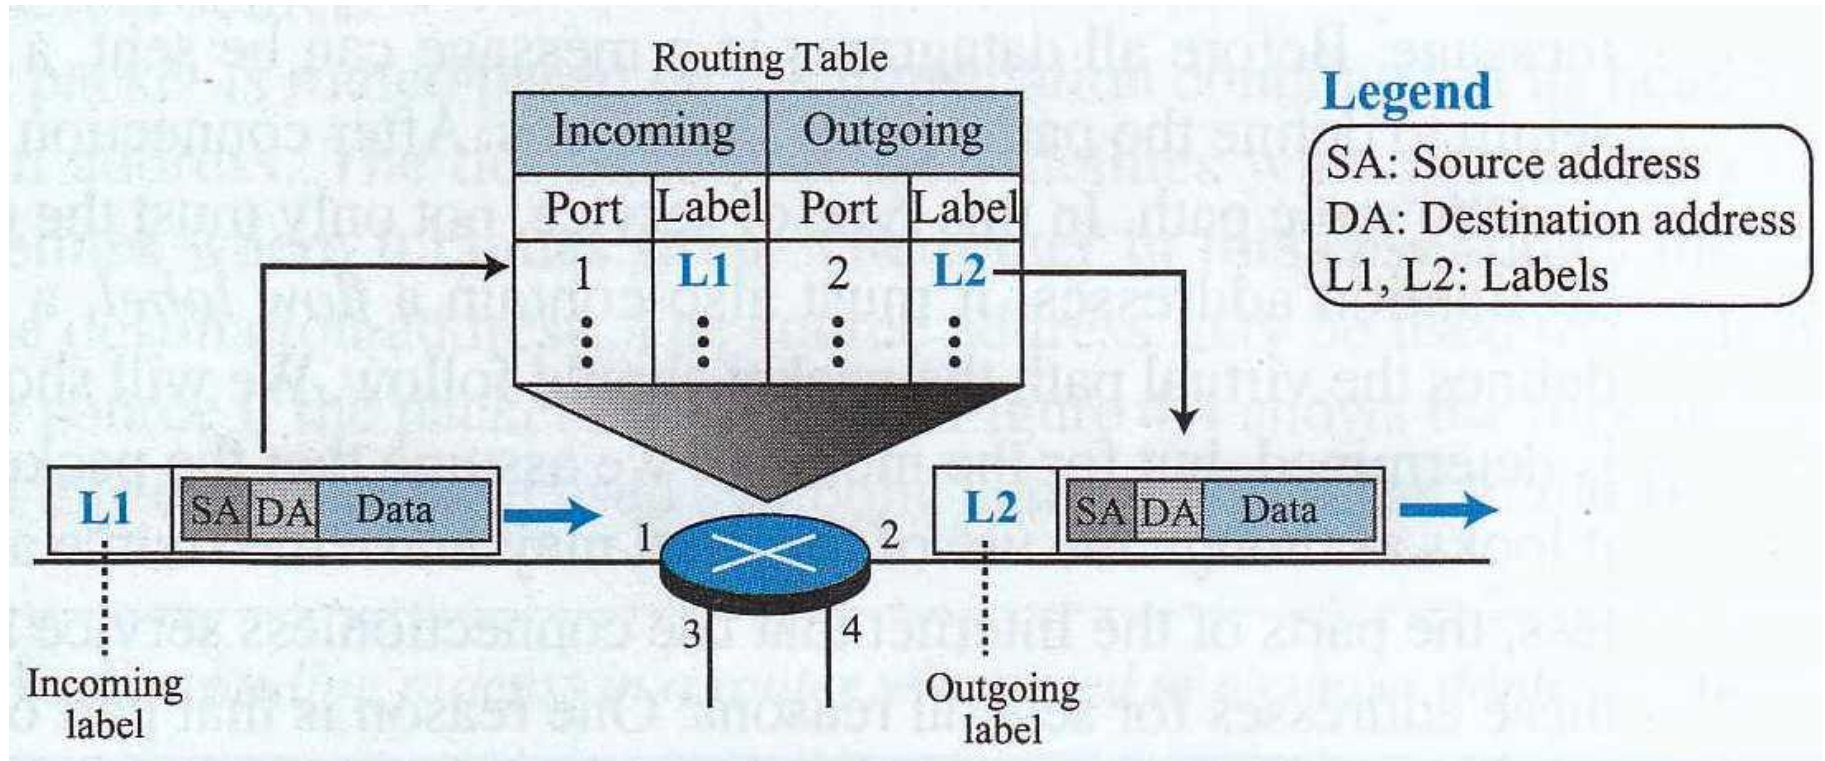 Routing Table
Incoming Outgoing
Port Label Port Label
1 L1 2 L2
Legend
SA: Source address
DA: Destination address
L1, L2: Labels
L1 SA DA Data
1 2
3 4
L2 SA DA Data
Incoming
label
Outgoing
label